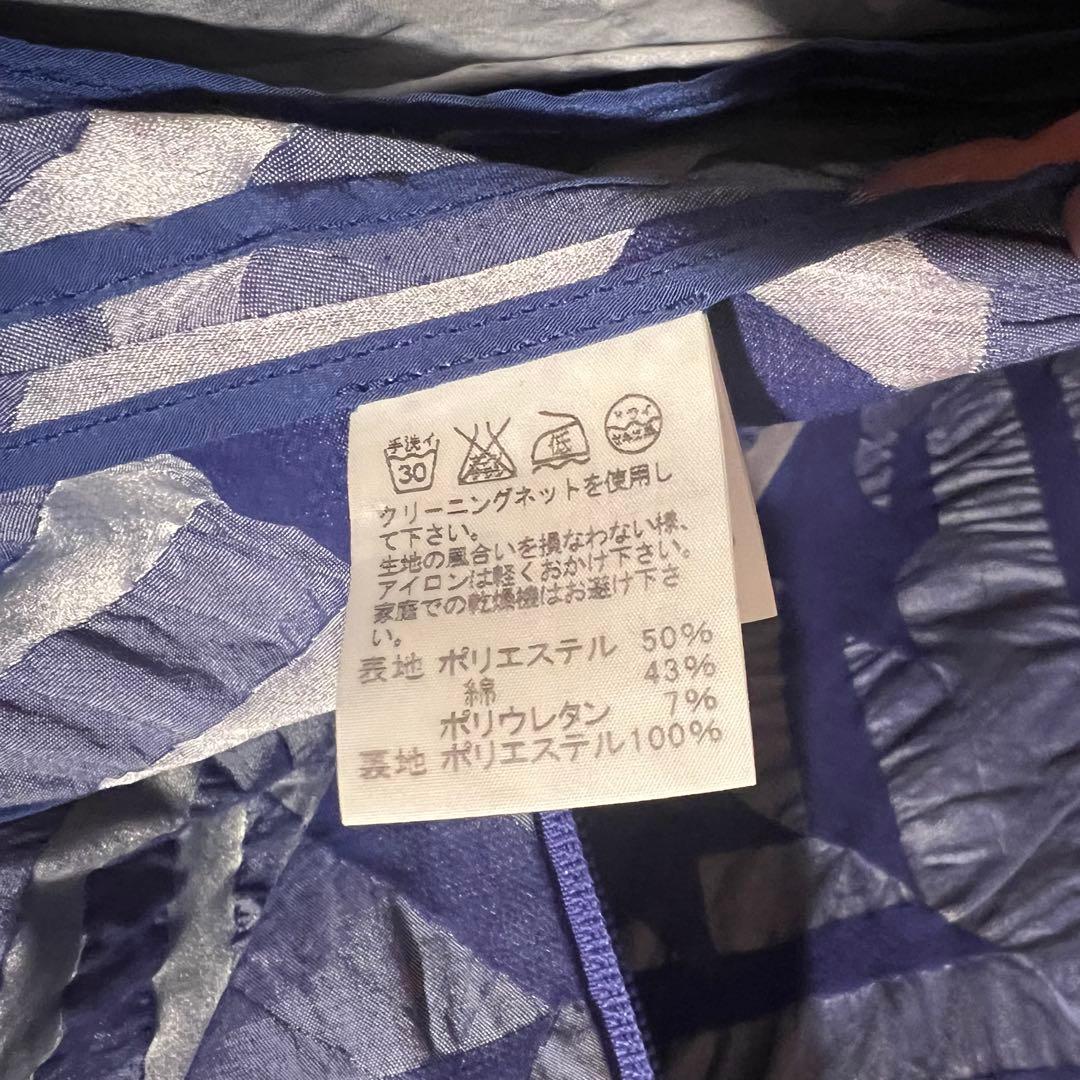 手洗イ
30
低
ドライ
セキユ系
クリーニングネットを使用し
て下さい。
生地の風合いを損なわない様、
アイロンは軽くおかけ下さい。
家庭での乾燥機はお避け下さ
い。
表地 ポリエステル 50%
綿 43%
ポリウレタン 7%
表地 ポリエステル100%